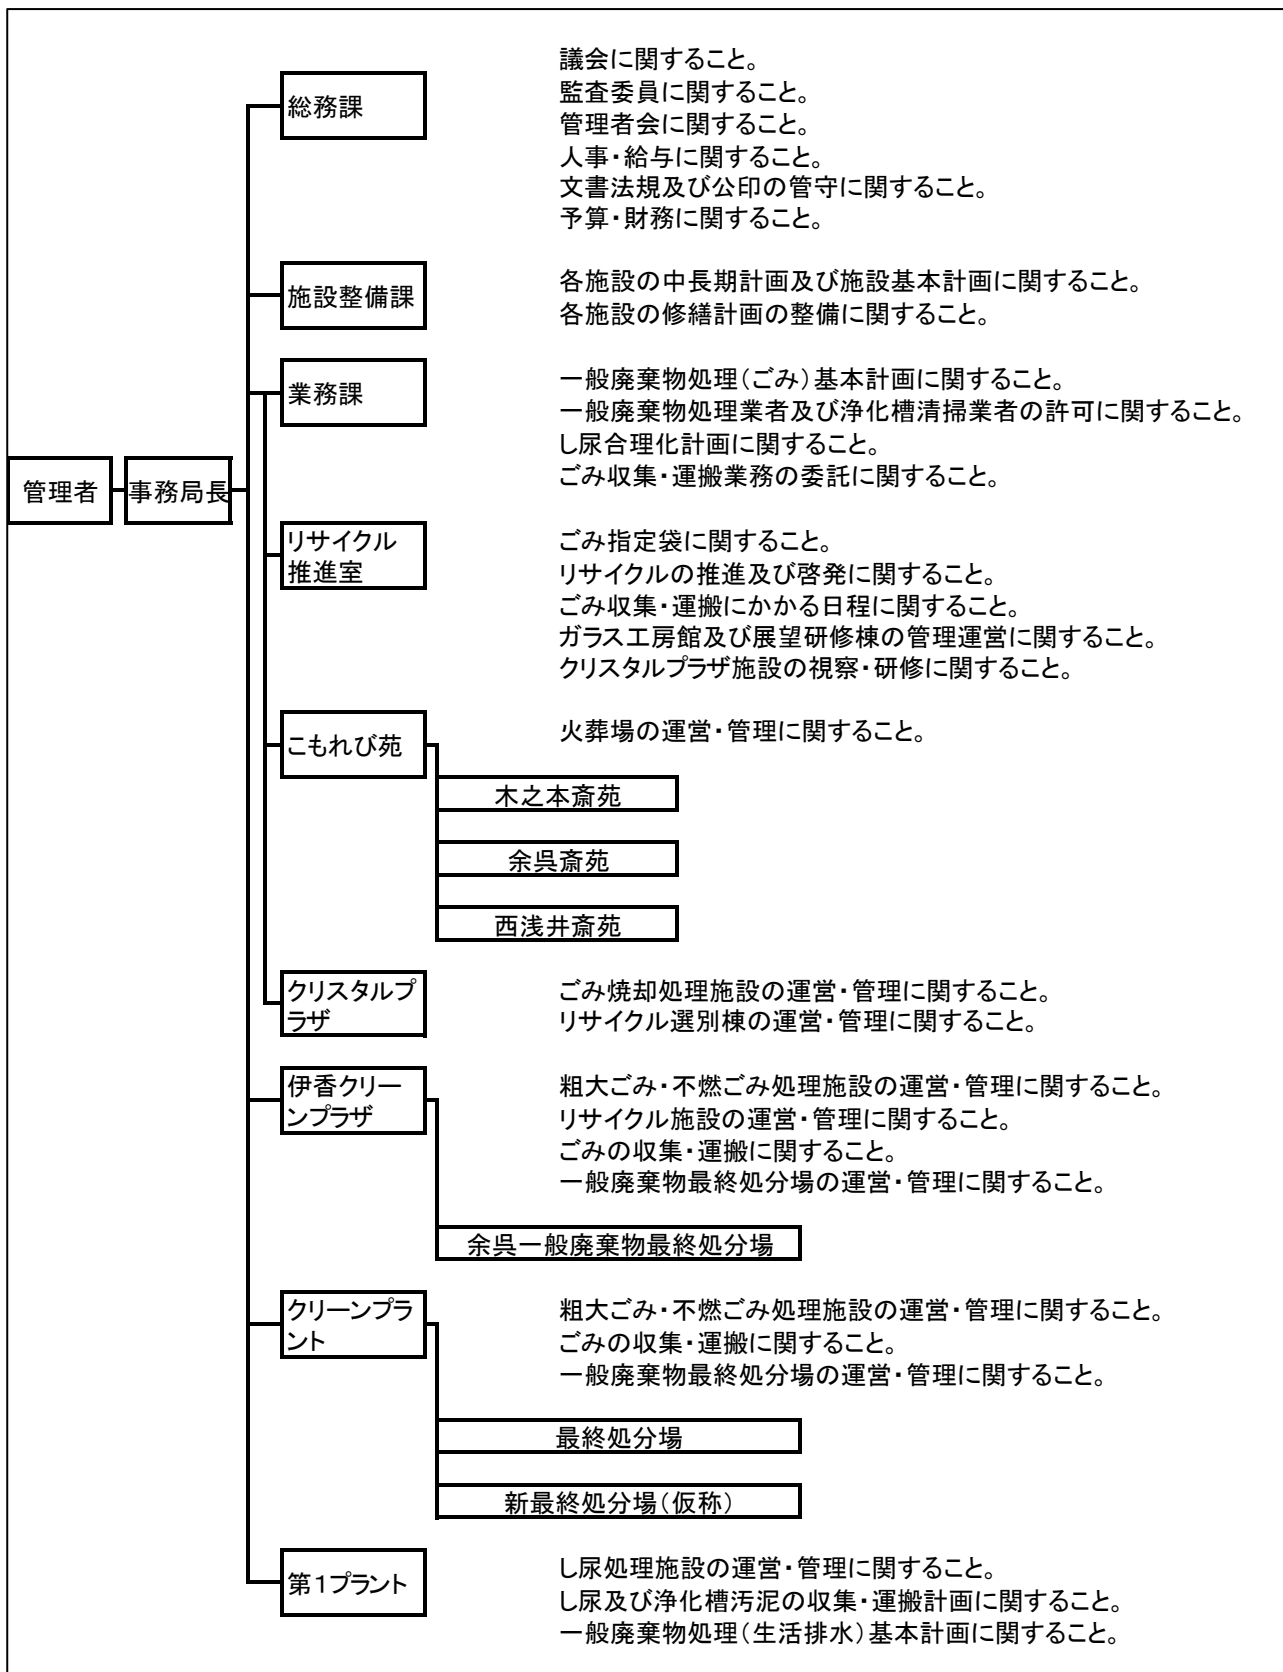 議会に関すること。
監査委員に関すること。
総務課
管理者会に関すること。
人事・給与に関すること。
文書法規及び公印の管守に関すること。
予算・財務に関すること。
施設整備課
各施設の中長期計画及び施設基本計画に関すること。
各施設の修繕計画の整備に関すること。
業務課
一般廃棄物処理(ごみ)基本計画に関すること。
一般廃棄物処理業者及び浄化槽清掃業者の許可に関すること。
し尿合理化計画に関すること。
ごみ収集・運搬業務の委託に関すること。
管理者
事務局長
リサイクル
推進室
ごみ指定袋に関すること。
リサイクルの推進及び啓発に関すること。
ごみ収集・運搬にかかる日程に関すること。
ガラス工房館及び展望研修棟の管理運営に関すること。
クリスタルプラザ施設の視察・研修に関すること。
こもれび苑
火葬場の運営・管理に関すること。
木之本斎苑
余呉斎苑
西浅井斎苑
クリスタルプ
ラザ
ごみ焼却処理施設の運営・管理に関すること。
リサイクル選別棟の運営・管理に関すること。
伊香クリー
ンプラザ
粗大ごみ・不燃ごみ処理施設の運営・管理に関すること。
リサイクル施設の運営・管理に関すること。
ごみの収集・運搬に関すること。
一般廃棄物最終処分場の運営・管理に関すること。
余呉一般廃棄物最終処分場
クリーンプラ
ント
粗大ごみ・不燃ごみ処理施設の運営・管理に関すること。
ごみの収集・運搬に関すること。
一般廃棄物最終処分場の運営・管理に関すること。
最終処分場
新最終処分場(仮称)
第1プラント
し尿処理施設の運営・管理に関すること。
し尿及び浄化槽汚泥の収集・運搬計画に関すること。
一般廃棄物処理(生活排水)基本計画に関すること。